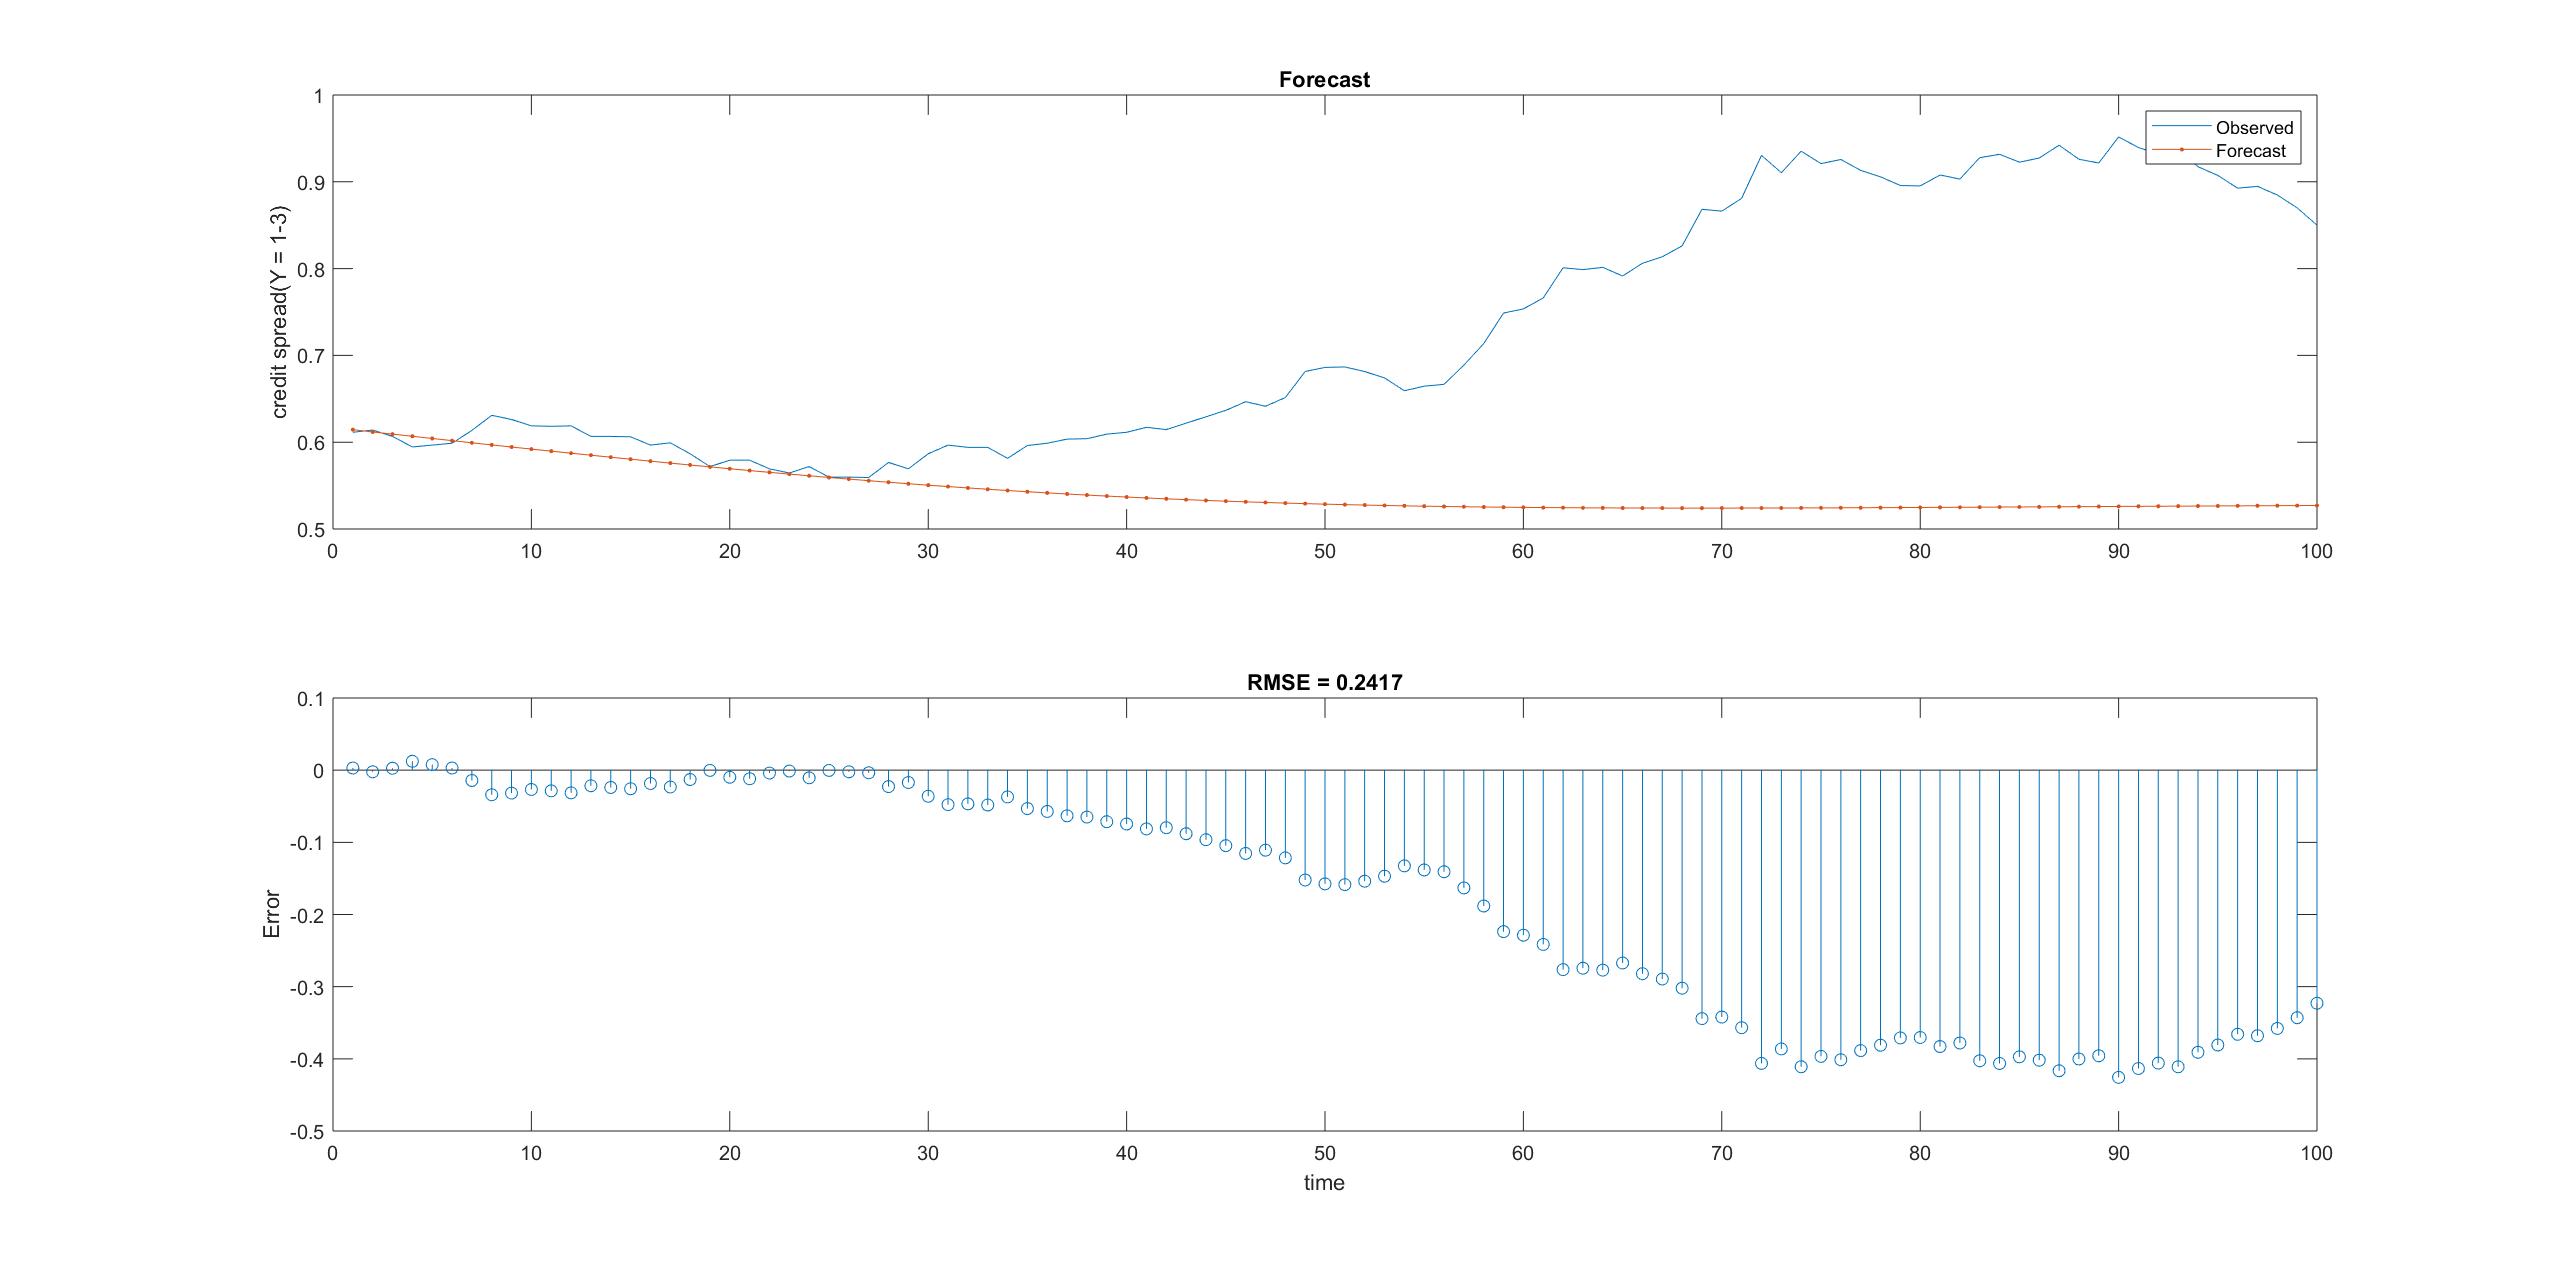 Forecast
1
0.9
0.8
0.7
0.6
0.5
credit spread(Y = 1-3)
Observed
Forecast
0 10 20 30 40 50 60 70 80 90 100
RMSE = 0.2417
0.1
0
-0.1
-0.2
-0.3
-0.4
-0.5
Error
0 10 20 30 40 50 60 70 80 90 100
time